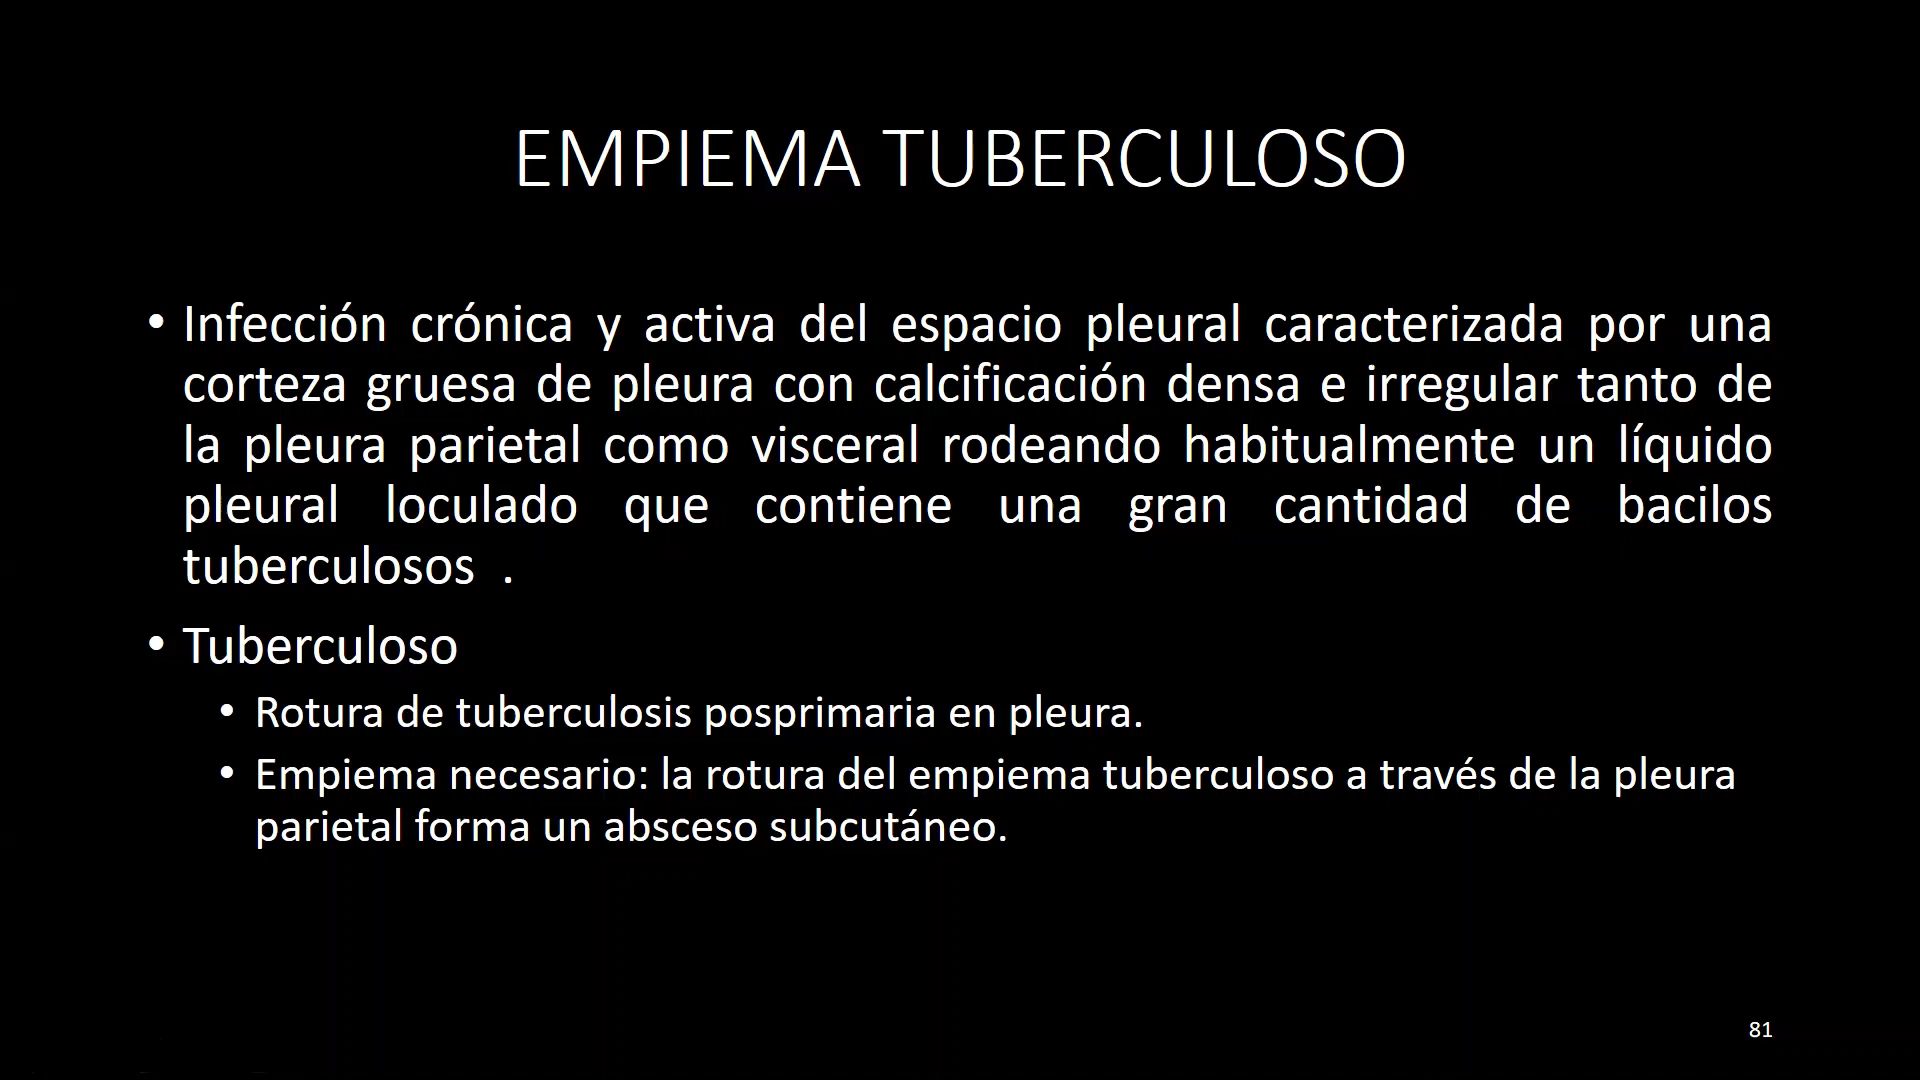 EMPIEMA TUBERCULOSO
• Infección crónica y activa del espacio pleural caracterizada por una
corteza gruesa de pleura con calcificación densa e irregular tanto de
la pleura parietal como visceral rodeando habitualmente un líquido
pleural loculado que contiene una gran cantidad de bacilos
tuberculosos .
• Tuberculoso
• Rotura de tuberculosis posprimaria en pleura.
• Empiema necesario: la rotura del empiema tuberculoso a través de la pleura
parietal forma un absceso subcutáneo.
81